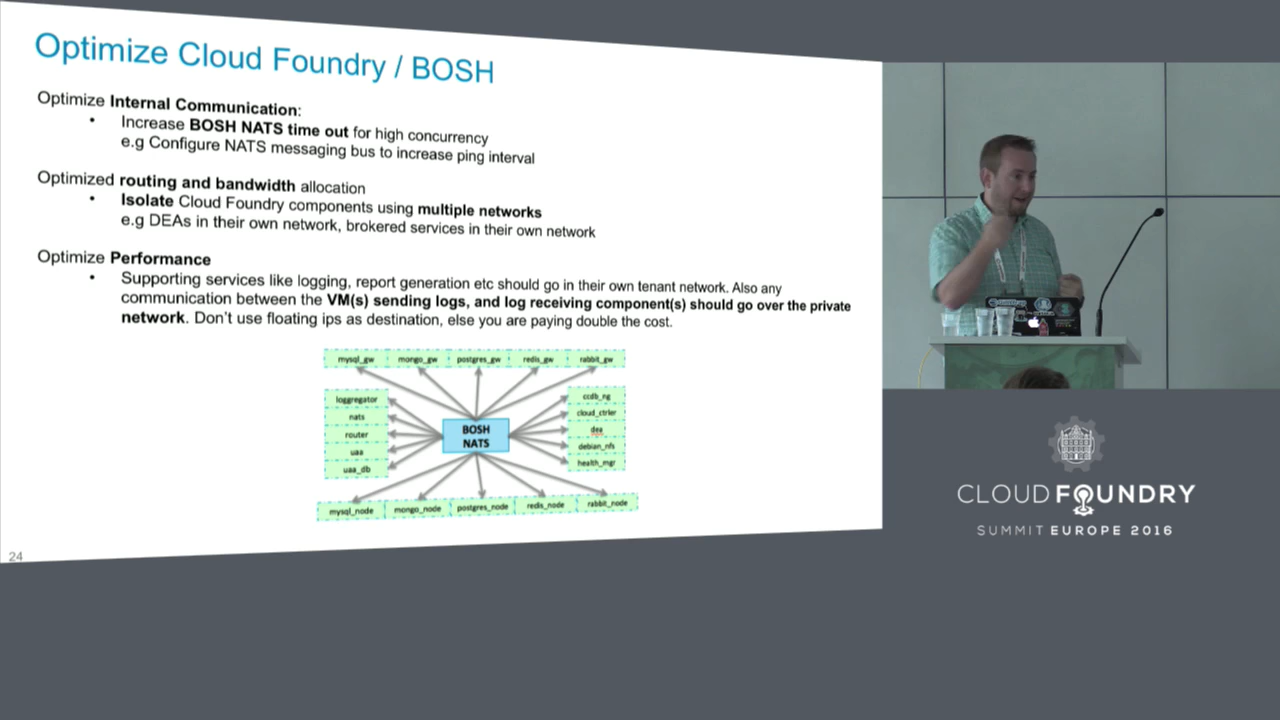 Optimize Cloud Foundry / BOSH
Optimize Internal Communication:
• Increase BOSH NATS time out for high concurrency
e.g Configure NATS messaging bus to increase ping interval
Optimized routing and bandwidth allocation
• Isolate Cloud Foundry components using multiple networks
e.g DEAs in their own network, brokered services in their own network
Optimize Performance
• Supporting services like logging, report generation etc should go in their own tenant network. Also any
communication between the VM(s) sending logs, and log receiving component(s) should go over the private
network. Don't use floating ips as destination, else you are paying double the cost.
mysql_gw mongo_gw postgres_gw redis_gw rabbit_gw
loggregator
nats
router
uaa
uaa_db
BOSH
NATS
ccdb_ng
cloud_ctrler
dea
debian_nfs
health_mgr
mysql_node mongo_node postgres_node redis_node rabbit_node
24
CLOUD FOUNDRY
SUMMIT EUROPE 2016